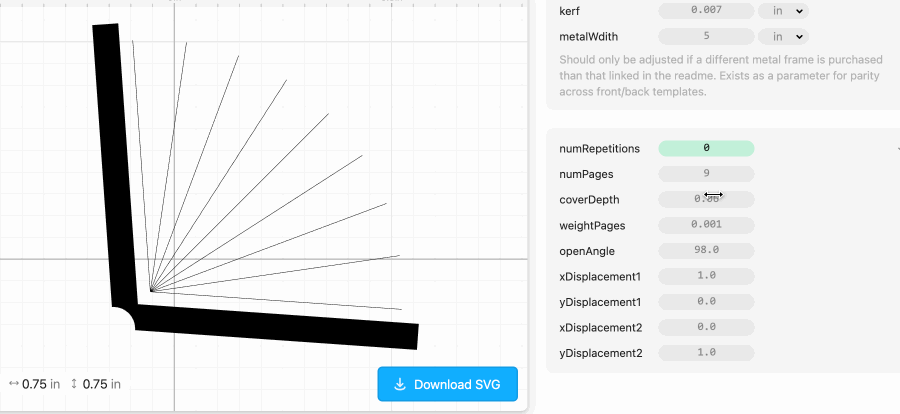 kerf 0.007 in
metalWdith 5 in
Should only be adjusted if a different metal frame is purchased
than that linked in the readme. Exists as a parameter for parity
across front/back templates.
numRepetitions 0
numPages 9
coverDepth
weightPages 0.001
openAngle 98.0
xDisplacement1 1.0
yDisplacement1 0.0
xDisplacement2 0.0
yDisplacement2 1.0
0.75 in 0.75 in
Download SVG